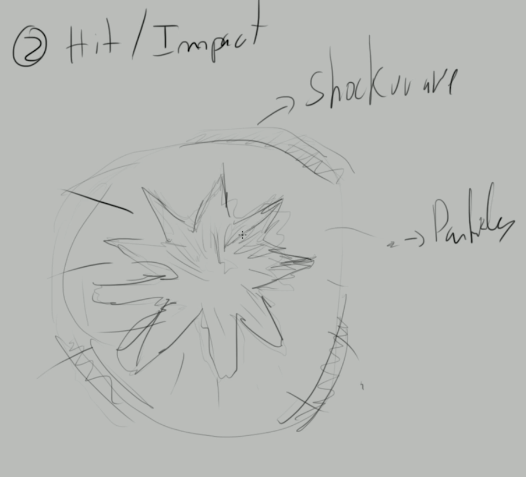 ② Hit/Impact
→ Shockwave
→ Particles